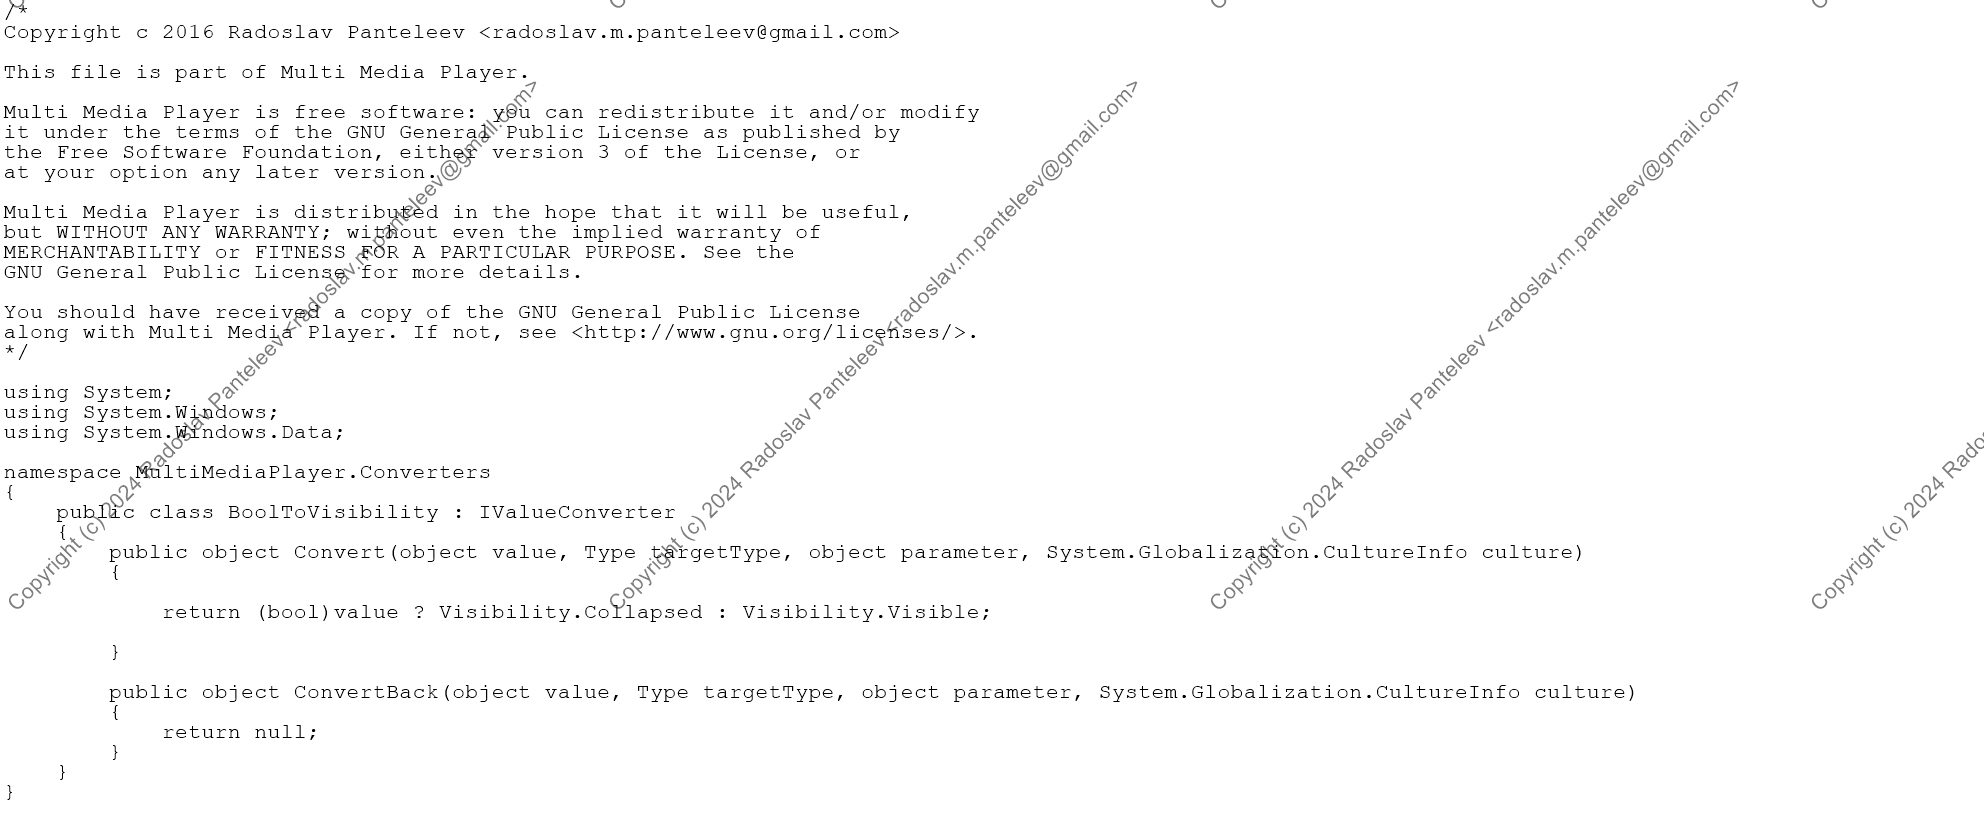 /*
Copyright c 2016 Radoslav Panteleev <radoslav.m.panteleev@gmail.com>

This file is part of Multi Media Player.

Multi Media Player is free software: you can redistribute it and/or modify
it under the terms of the GNU General Public License as published by
the Free Software Foundation, either version 3 of the License, or
at your option any later version.

Multi Media Player is distributed in the hope that it will be useful,
but WITHOUT ANY WARRANTY; without even the implied warranty of
MERCHANTABILITY or FITNESS FOR A PARTICULAR PURPOSE. See the
GNU General Public License for more details.

You should have received a copy of the GNU General Public License
along with Multi Media Player. If not, see <http://www.gnu.org/licenses/>.
*/

using System;
using System.Windows;
using System.Windows.Data;

namespace MultiMediaPlayer.Converters
{
    public class BoolToVisibility : IValueConverter
    {
        public object Convert(object value, Type targetType, object parameter, System.Globalization.CultureInfo culture)
        {

            return (bool)value ? Visibility.Collapsed : Visibility.Visible;

        }

        public object ConvertBack(object value, Type targetType, object parameter, System.Globalization.CultureInfo culture)
        {
            return null;
        }
    }
}
Copyright (c) 2024 Radoslav Panteleev <radoslav.m.panteleev@gmail.com>
Copyright (c) 2024 Radoslav Panteleev <radoslav.m.panteleev@gmail.com>
Copyright (c) 2024 Radoslav Panteleev <radoslav.m.panteleev@gmail.com>
Copyright (c) 2024